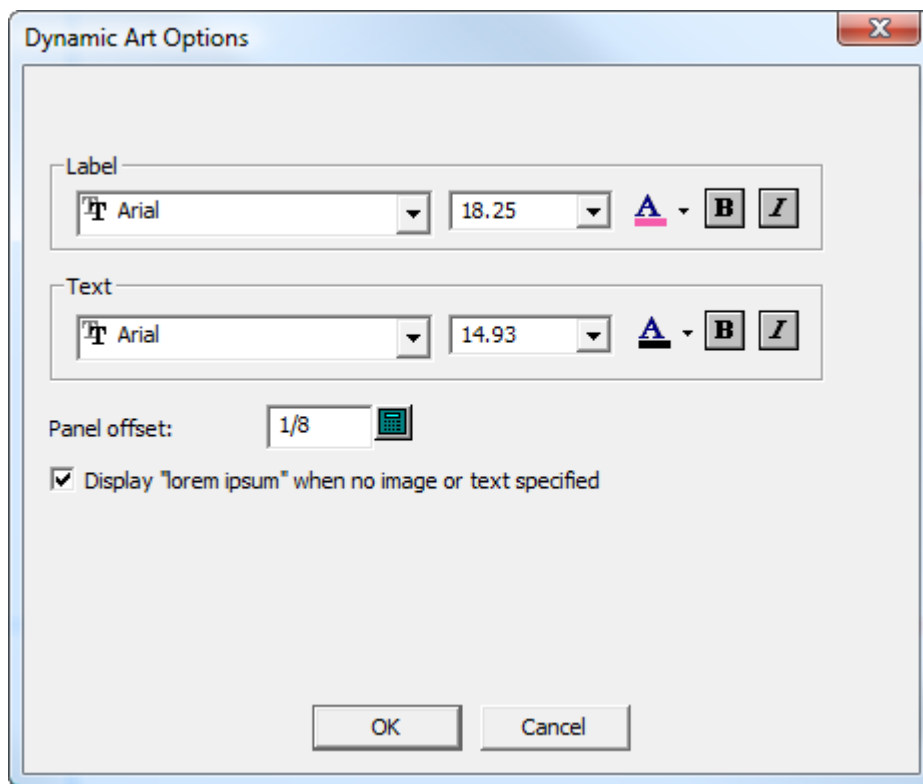 Dynamic Art Options
X
Label
Arial
18.25
A
B
I
Text
Arial
14.93
A
B
I
Panel offset:
1/8
Display "lorem ipsum" when no image or text specified
OK
Cancel